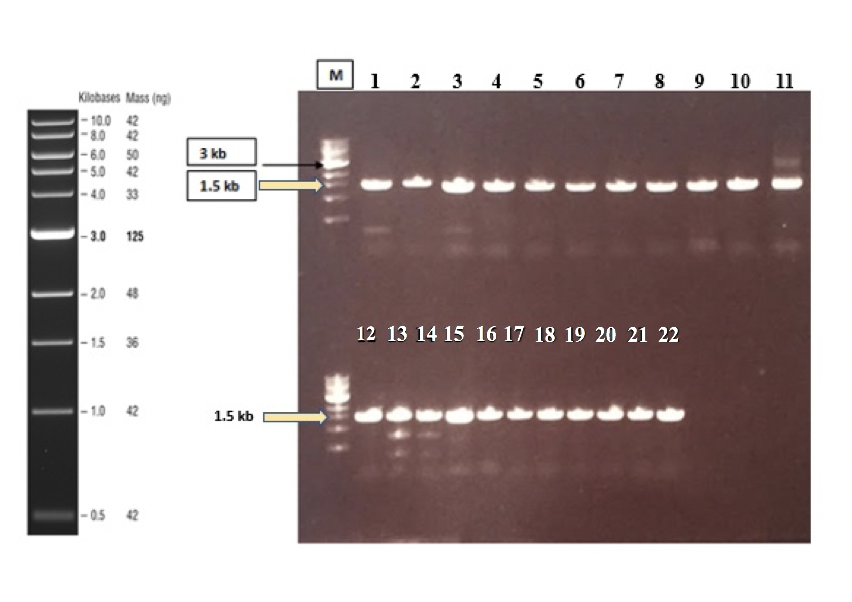 M
1 2 3 4 5 6 7 8 9 10 11
Kilobases Mass (ng)
10.0 42
8.0 42
6.0 50
5.0 42
4.0 33
3.0 125
2.0 48
1.5 36
1.0 42
0.5 42
3 kb
1.5 kb
12 13 14 15 16 17 18 19 20 21 22
1.5 kb